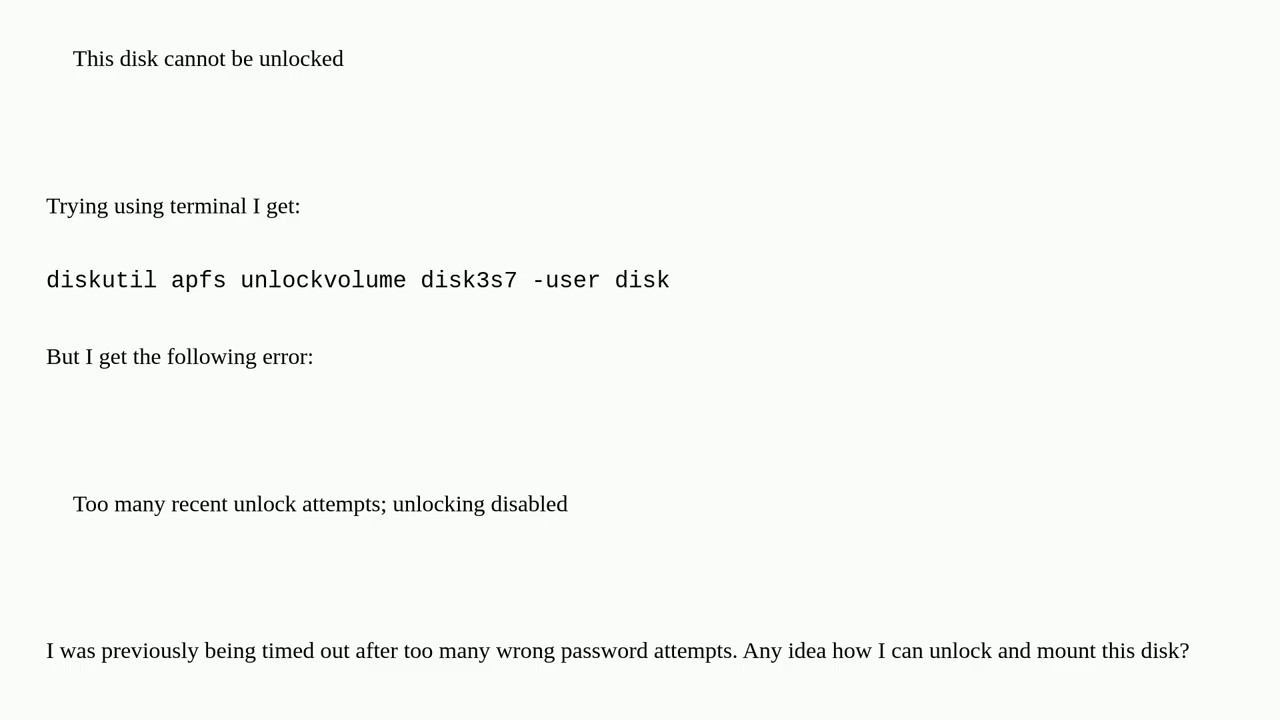 This disk cannot be unlocked
Trying using terminal I get:
diskutil apfs unlockvolume disk3s7 -user disk
But I get the following error:
Too many recent unlock attempts; unlocking disabled
I was previously being timed out after too many wrong password attempts. Any idea how I can unlock and mount this disk?